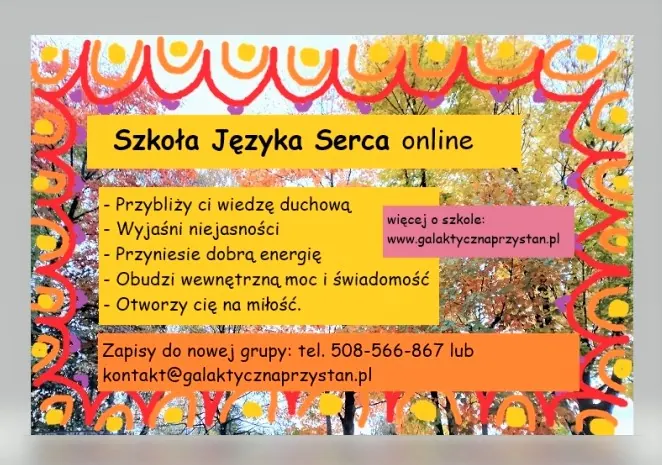 Szkoła Języka Serca online
- Przybliży ci wiedzę duchową
- Wyjaśni niejasności
- Przyniesie dobrą energię
- Obudzi wewnętrzną moc i świadomość
- Otworzy cię na miłość.
więcej o szkole:
www.galaktycznaprzystan.pl
Zapisy do nowej grupy: tel. 508-566-867 lub
kontakt@galaktycznaprzystan.pl